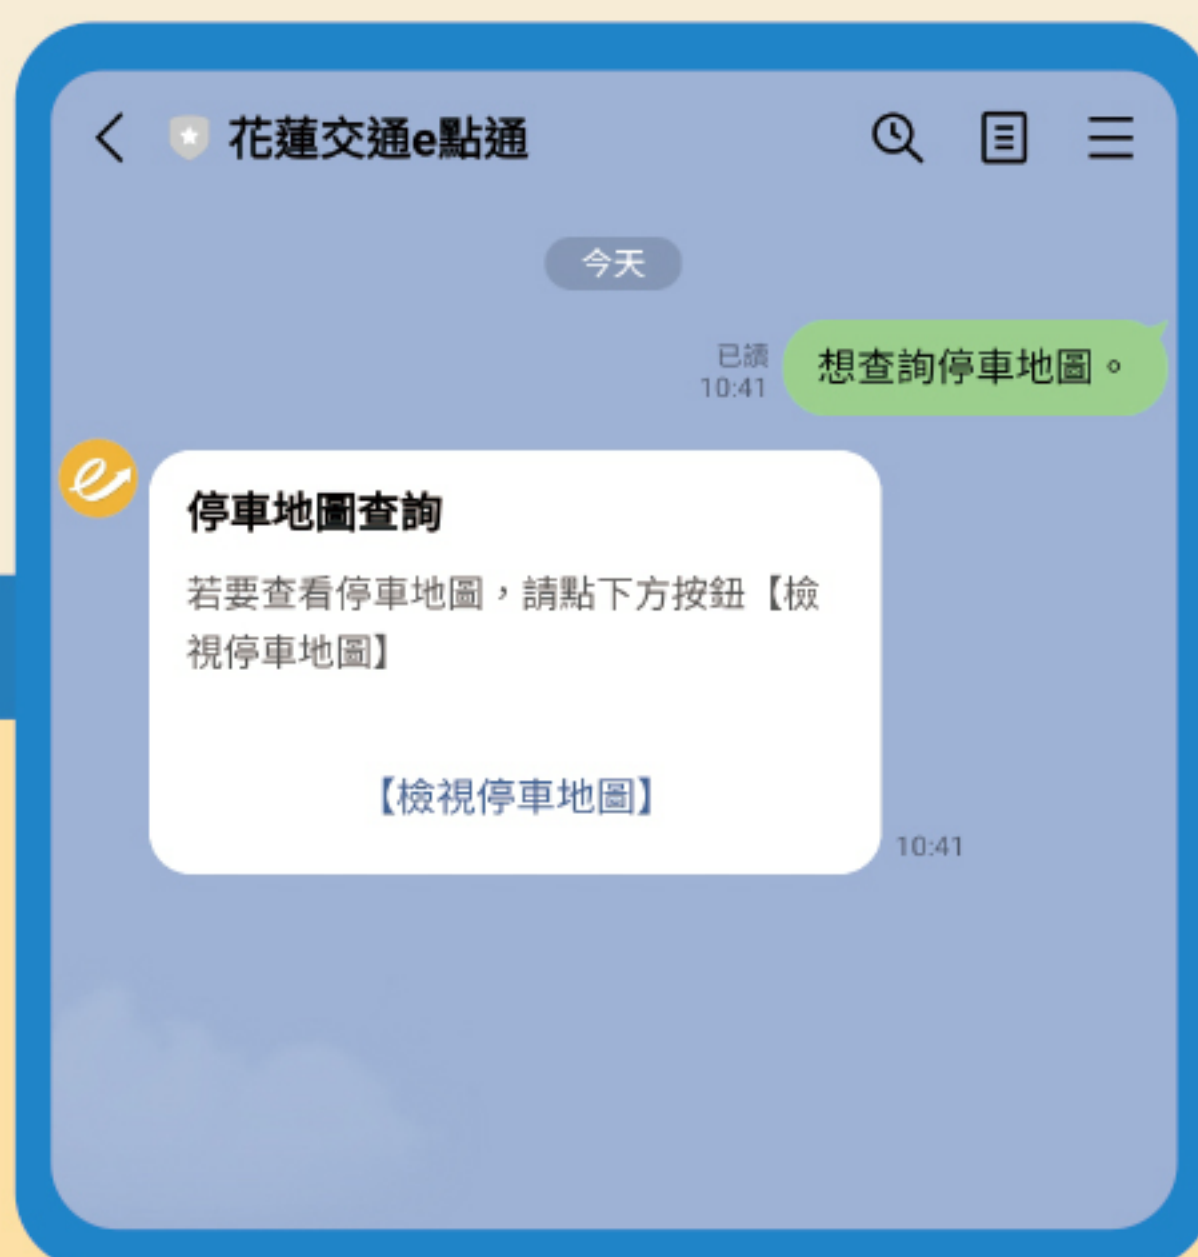 花蓮交通e點通
今天
已讀
10:41
想查詢停車地圖。
停車地圖查詢
若要查看停車地圖，請點下方按鈕【檢
視停車地圖】
【檢視停車地圖】
10:41